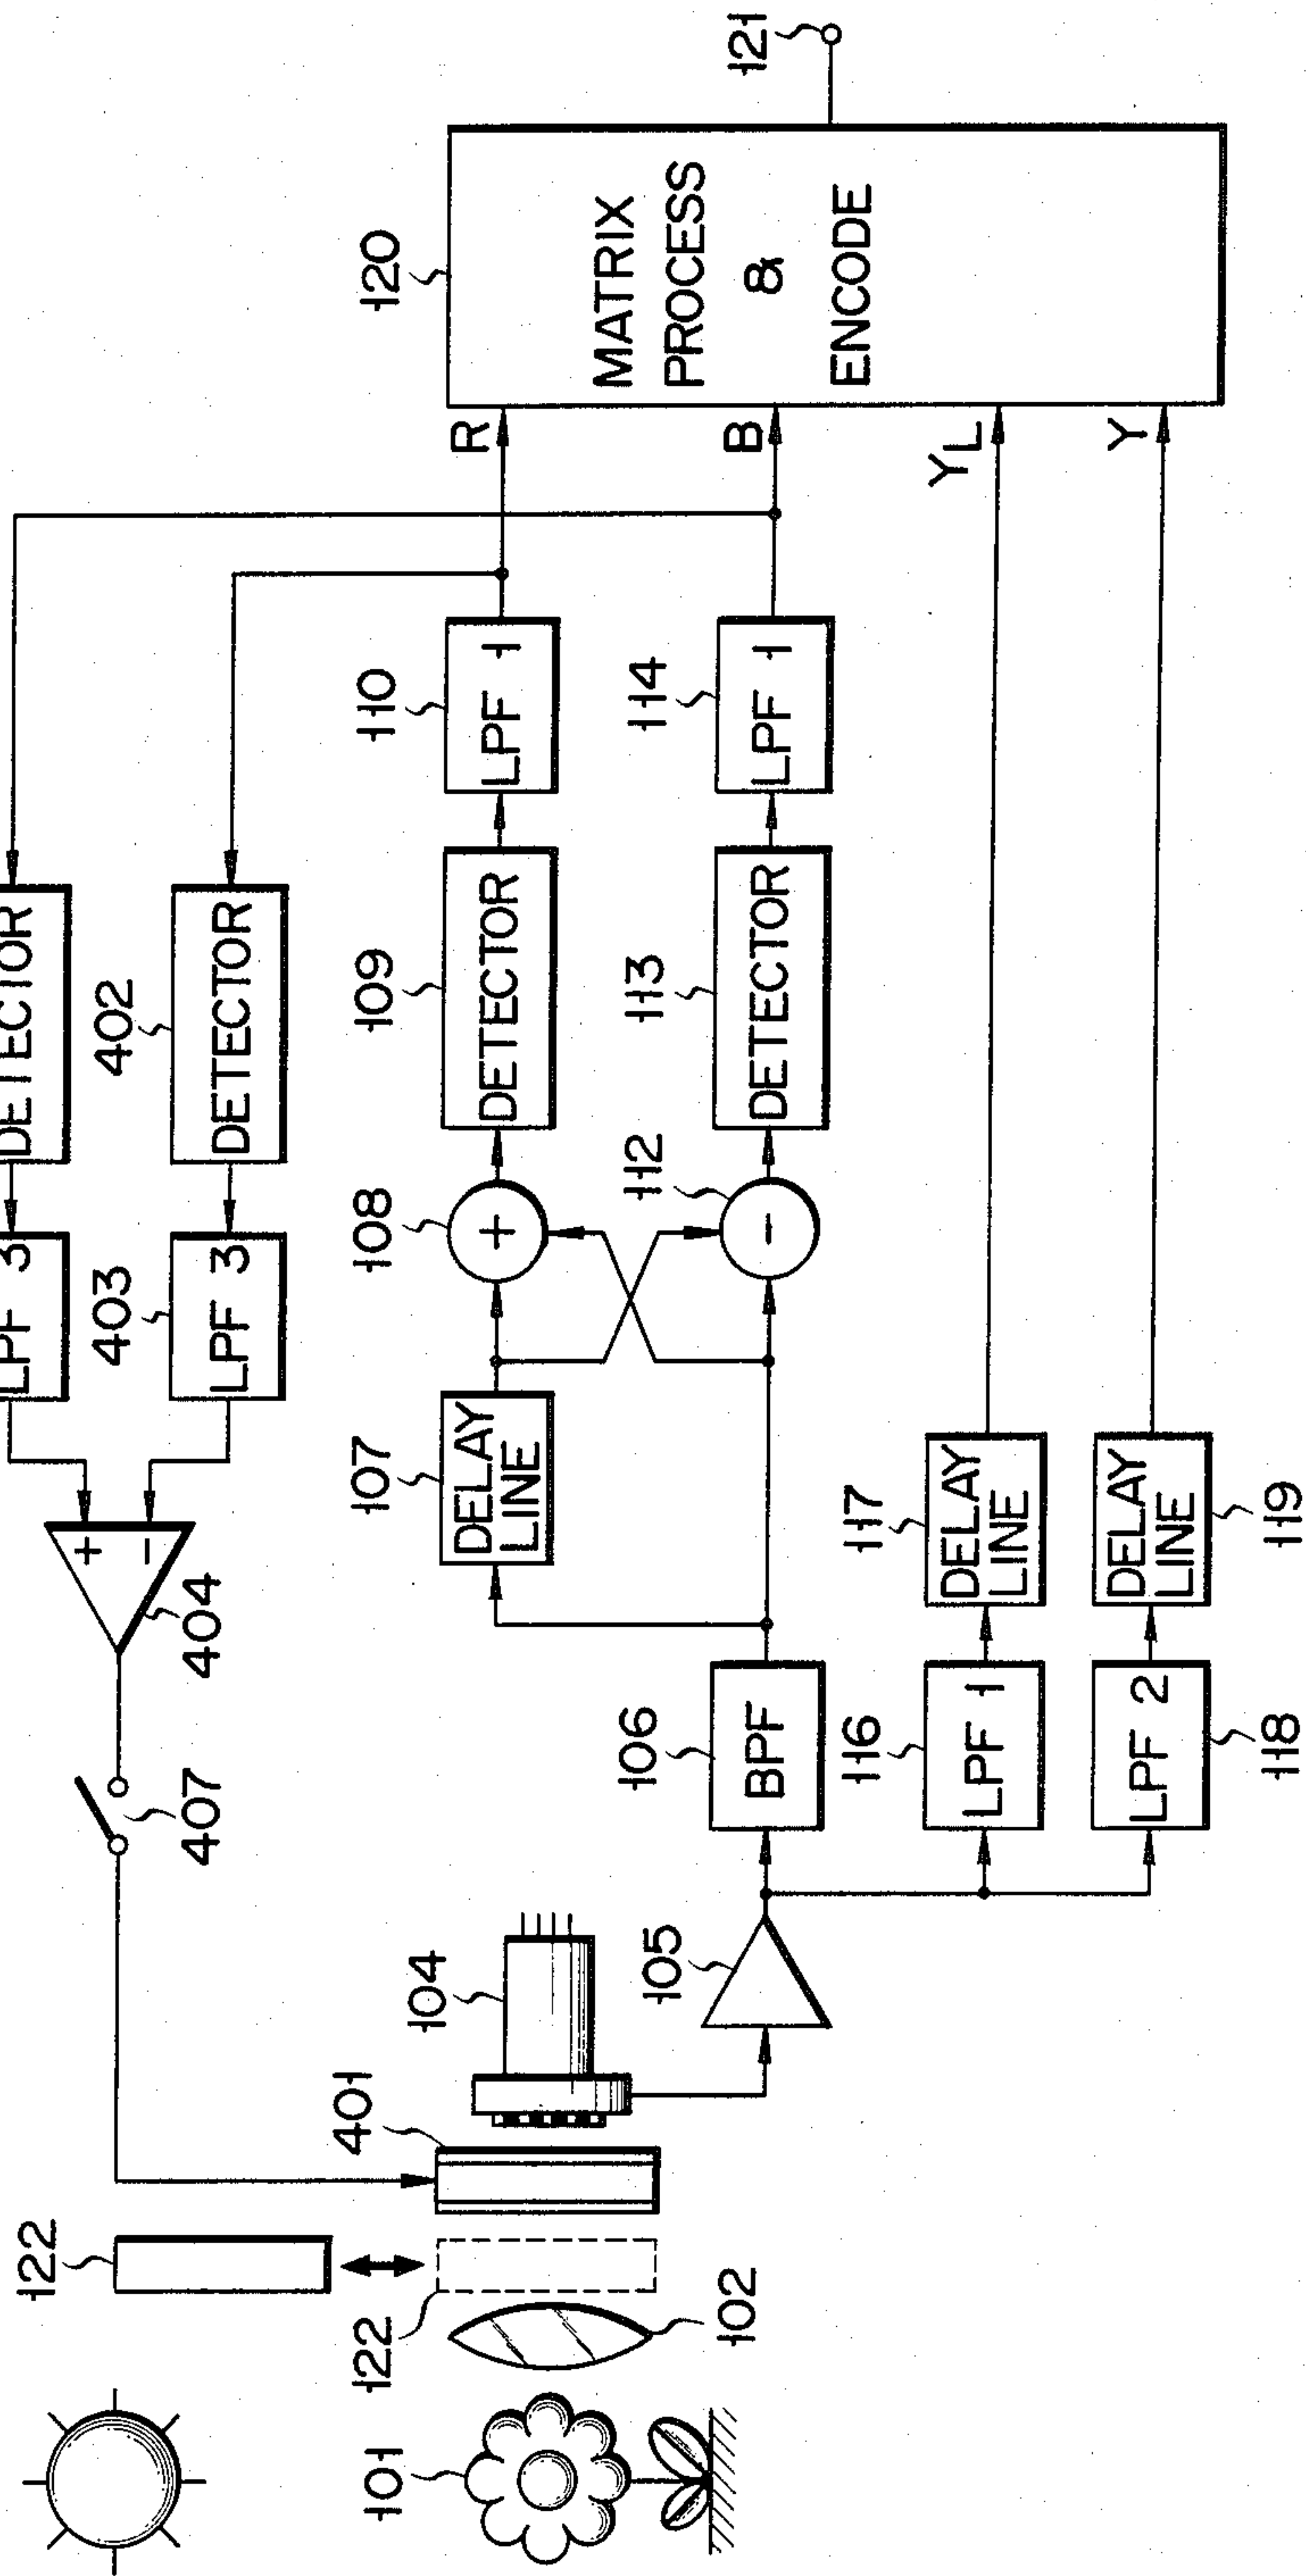 DETECTOR
LPF 3
402
DETECTOR
403
LPF 3
+
−
404
407
122
122
401
104
101
102
105
106
BPF
107
DELAY
LINE
108
+
109
DETECTOR
110
LPF 1
R
112
−
113
DETECTOR
114
LPF 1
B
116
LPF 1
117
DELAY
LINE
YL
118
LPF 2
119
DELAY
LINE
Y
120
MATRIX
PROCESS
&
ENCODE
121